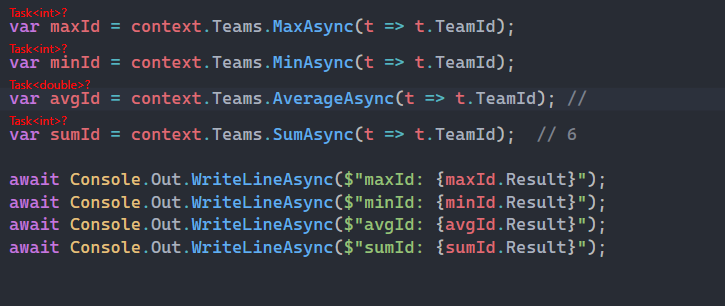 Task<int>?
var maxId = context.Teams.MaxAsync(t => t.TeamId);
Task<int>?
var minId = context.Teams.MinAsync(t => t.TeamId);
Task<double>?
var avgId = context.Teams.AverageAsync(t => t.TeamId); //
Task<int>?
var sumId = context.Teams.SumAsync(t => t.TeamId);  // 6
await Console.Out.WriteLineAsync($"maxId: {maxId.Result}");
await Console.Out.WriteLineAsync($"minId: {minId.Result}");
await Console.Out.WriteLineAsync($"avgId: {avgId.Result}");
await Console.Out.WriteLineAsync($"sumId: {sumId.Result}");